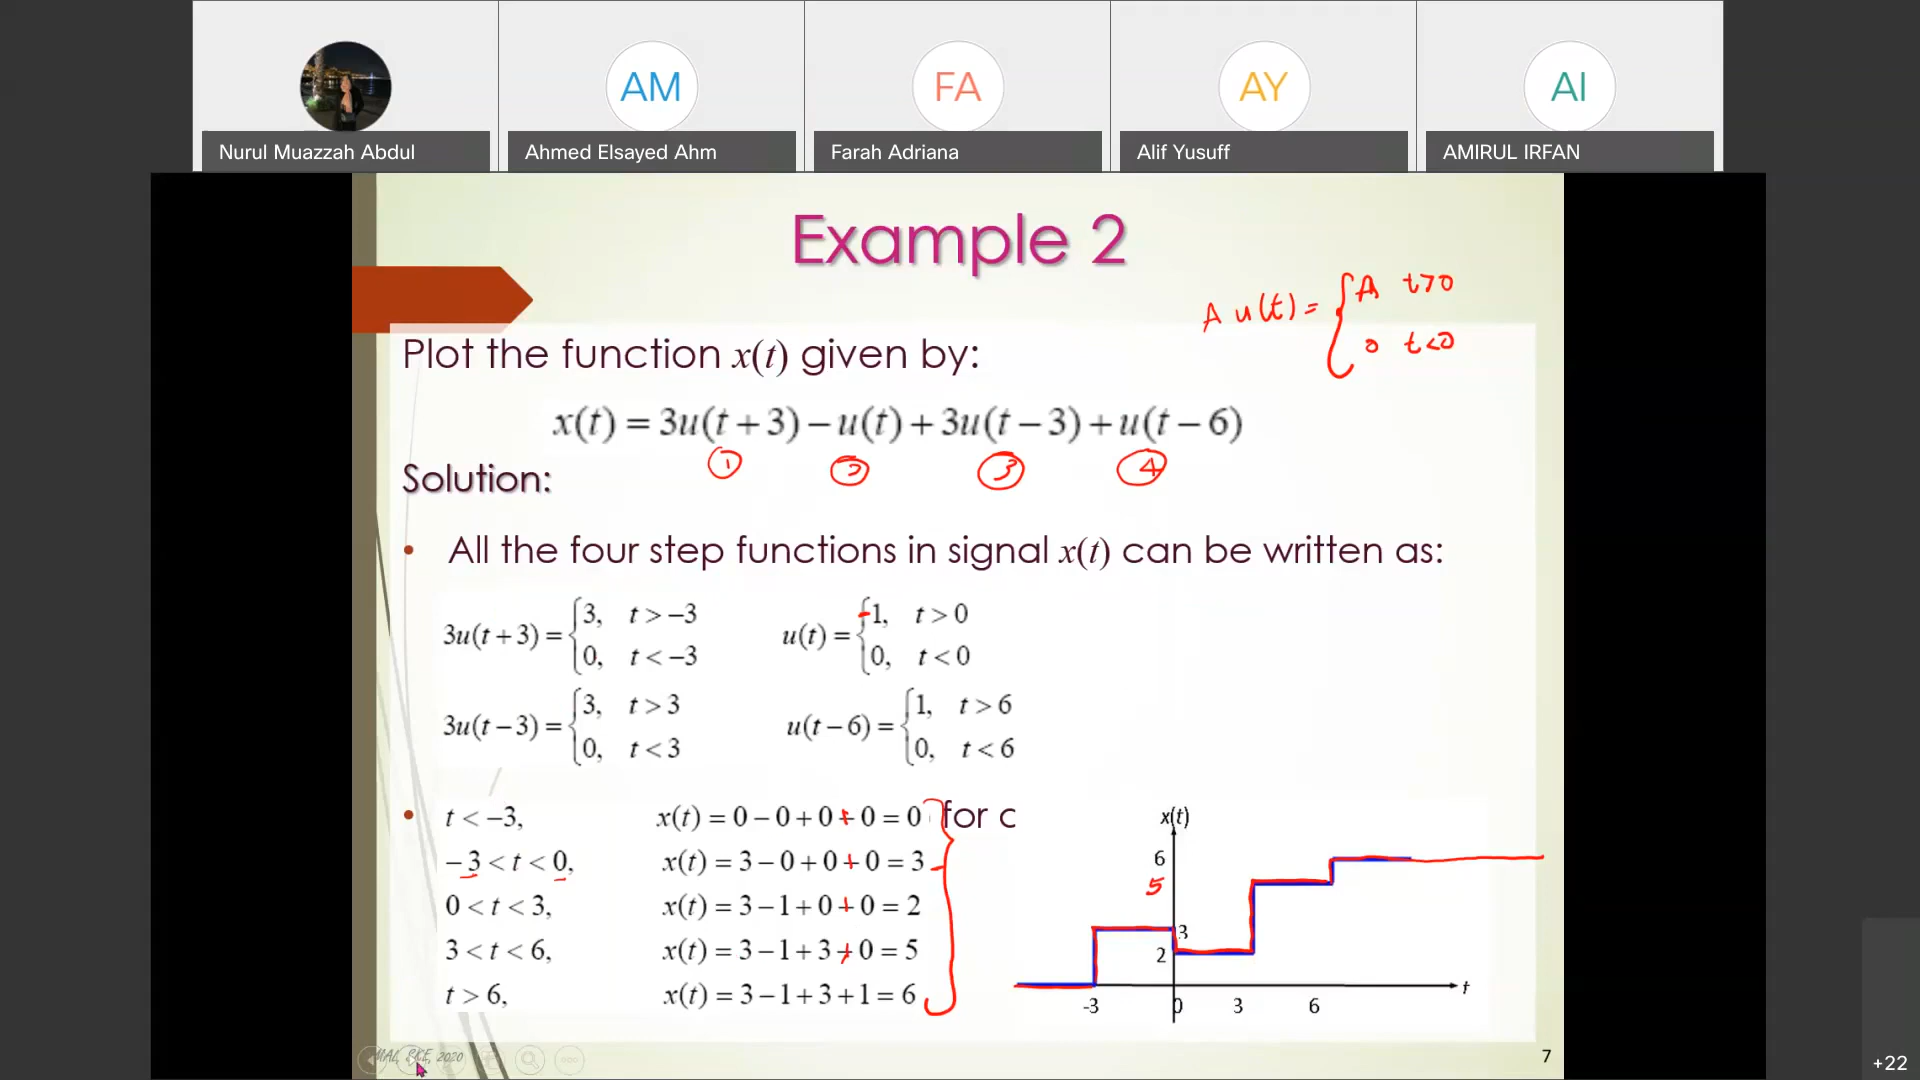 AM
FA
AY
AI
Nurul Muazzah Abdul
Ahmed Elsayed Ahm
Farah Adriana
Alif Yusuff
AMIRUL IRFAN
Example 2
A u(t) = { A t>0
0 t<0
Plot the function x(t) given by:
x(t) = 3u(t+3) − u(t) + 3u(t−3) + u(t−6)
① ② ③ ④
Solution:
• All the four step functions in signal x(t) can be written as:
3u(t+3) = { 3, t > −3
0, t < −3
u(t) = { -1, t > 0
0, t < 0
3u(t−3) = { 3, t > 3
0, t < 3
u(t−6) = { 1, t > 6
0, t < 6
• t < −3, x(t) = 0 − 0 + 0 + 0 = 0 for
−3 < t < 0, x(t) = 3 − 0 + 0 + 0 = 3
0 < t < 3, x(t) = 3 − 1 + 0 + 0 = 2
3 < t < 6, x(t) = 3 − 1 + 3 + 0 = 5
t > 6, x(t) = 3 − 1 + 3 + 1 = 6
x(t)
6
5
3
2
t
-3 0 3 6
2020
7
+22